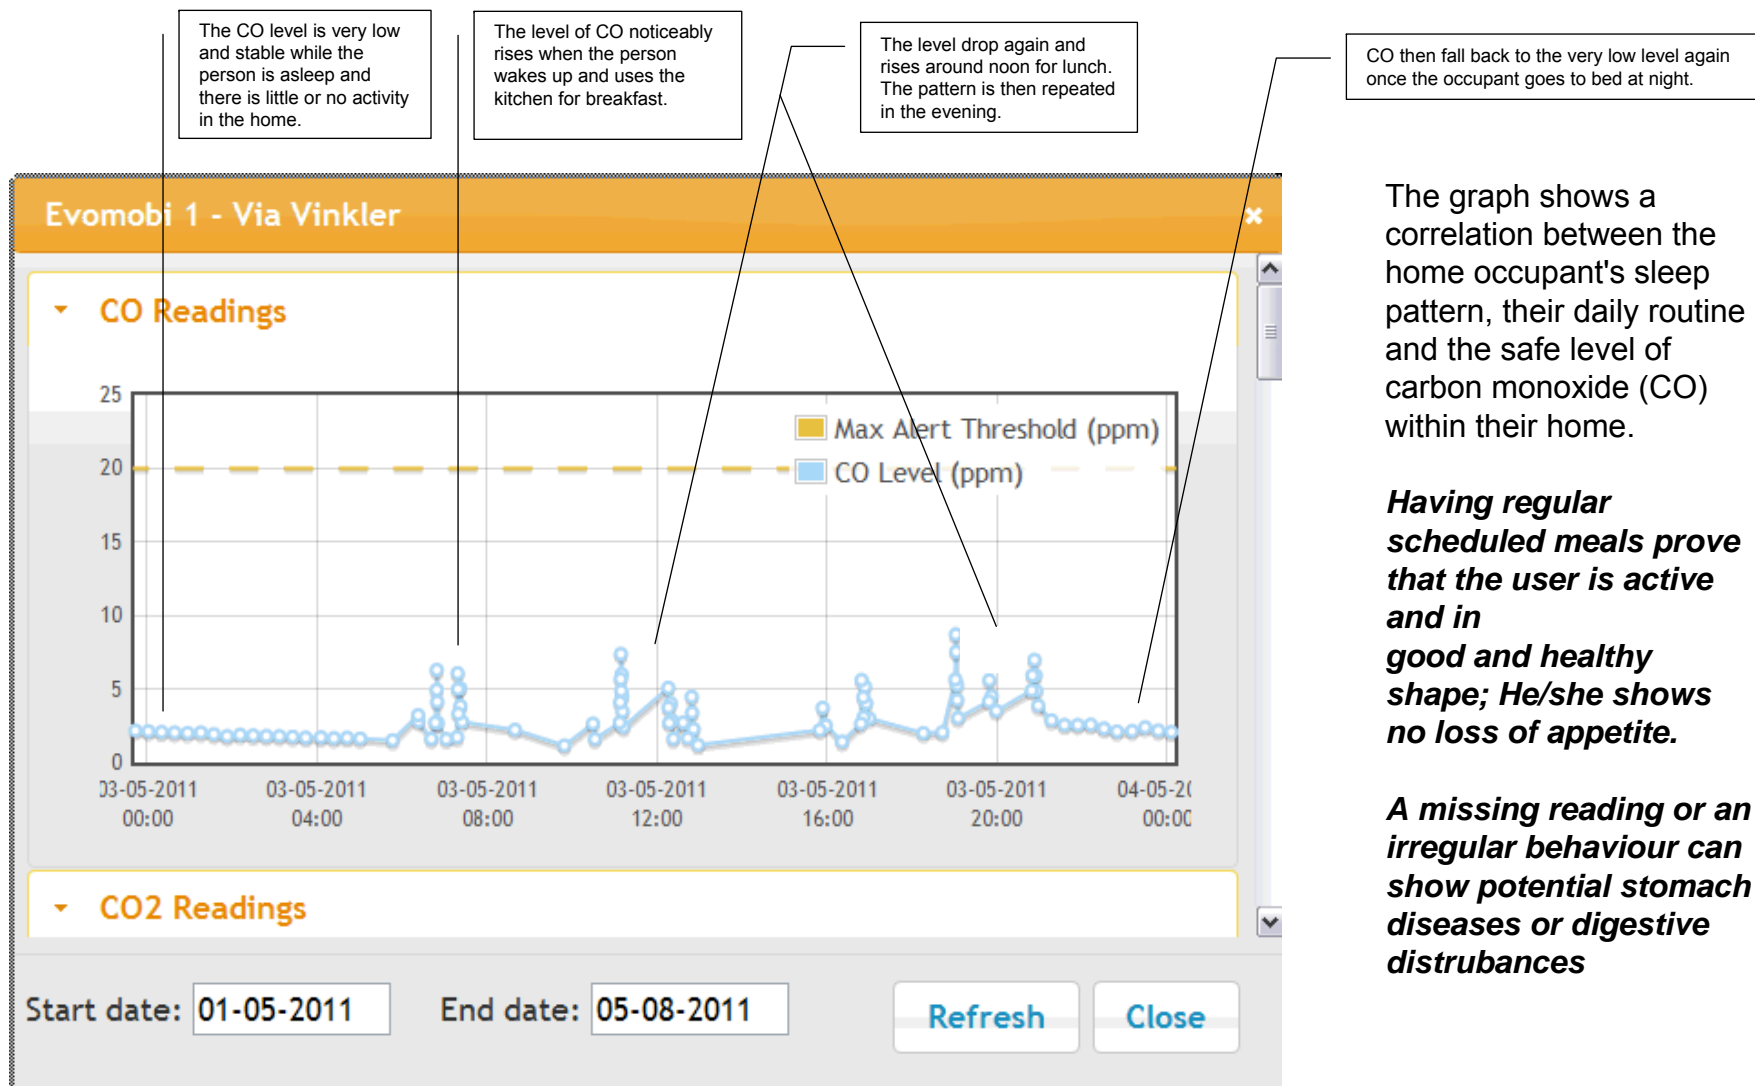 The CO level is very low
and stable while the
person is asleep and
there is little or no activity
in the home.
The level of CO noticeably
rises when the person
wakes up and uses the
kitchen for breakfast.
The level drop again and
rises around noon for lunch.
The pattern is then repeated
in the evening.
CO then fall back to the very low level again
once the occupant goes to bed at night.
Evomobi 1 - Via Vinkler
CO Readings
25
20
15
10
5
0
Max Alert Threshold (ppm)
CO Level (ppm)
03-05-2011 03-05-2011 03-05-2011 03-05-2011 03-05-2011 03-05-2011 04-05-20
00:00 04:00 08:00 12:00 16:00 20:00 00:00
CO2 Readings
Start date: 01-05-2011 End date: 05-08-2011 Refresh Close
The graph shows a
correlation between the
home occupant's sleep
pattern, their daily routine
and the safe level of
carbon monoxide (CO)
within their home.
Having regular
scheduled meals prove
that the user is active
and in
good and healthy
shape; He/she shows
no loss of appetite.
A missing reading or an
irregular behaviour can
show potential stomach
diseases or digestive
distrubances